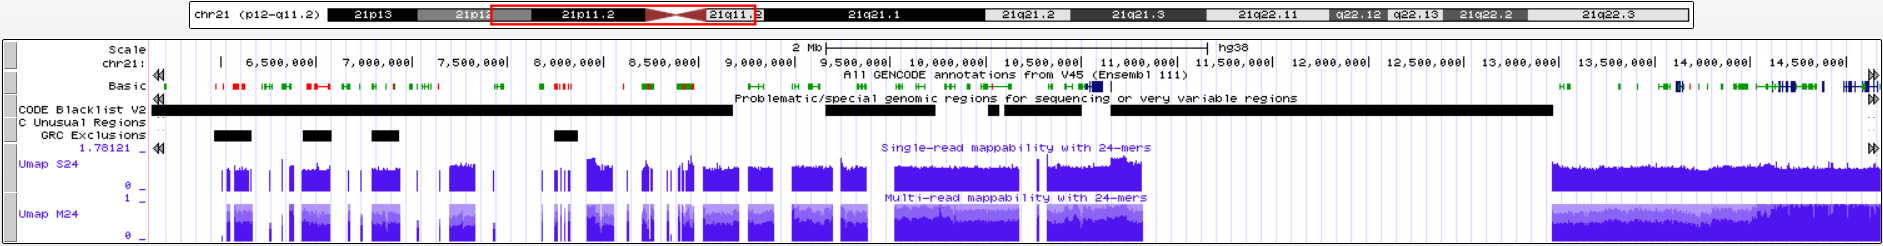 chr21 (p12-q11.2) 21p13 21p12 21p11.2 21q11.2 21q21.1 21q21.2 21q21.3 21q22.11 q22.12 q22.13 21q22.2 21q22.3
Scale 2 Mb hg38
chr21: 6,500,000 7,000,000 7,500,000 8,000,000 8,500,000 9,000,000 9,500,000 10,000,000 10,500,000 11,000,000 11,500,000 12,000,000 12,500,000 13,000,000 13,500,000 14,000,000 14,500,000
All GENCODE annotations from V45 (Ensembl 111)
Basic
Problematic/special genomic regions for sequencing or very variable regions
CODE Blacklist V2
C Unusual Regions
GRC Exclusions
1.78121 _ Single-read mappability with 24-mers
Umap S24
0 _
1 _ Multi-read mappability with 24-mers
Umap M24
0 _